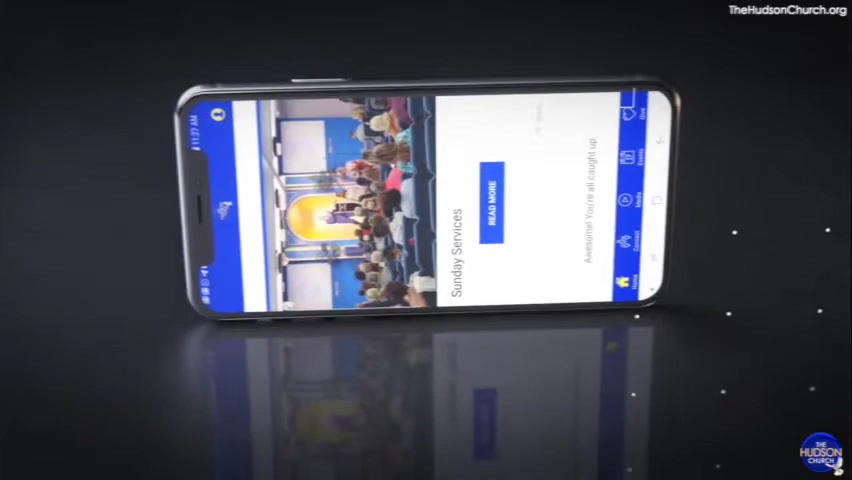 TheHudsonChurch.org
11:27 AM
Sunday Services
READ MORE
Awesome! You're all caught up.
Home
Connect
Media
Events
Give
THE
HUDSON
CHURCH